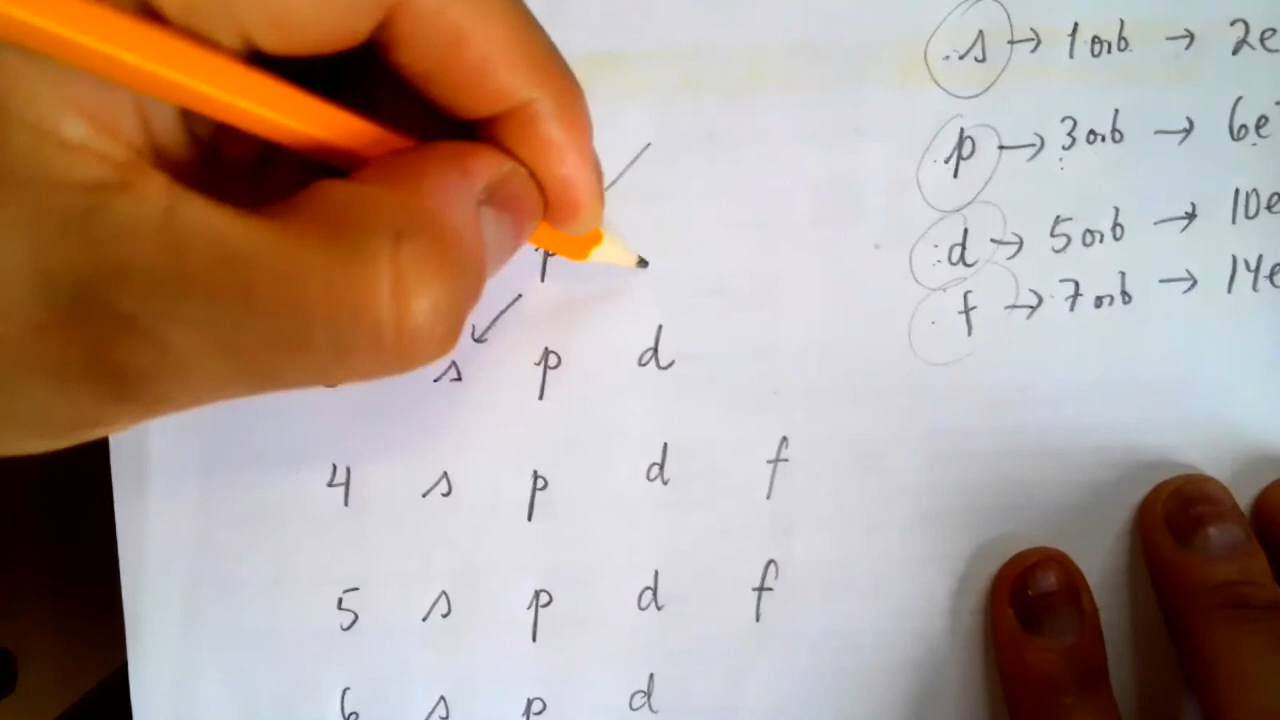 s → 1 orb → 2e
p → 3 orb → 6e⁻
d → 5 orb → 10e
f → 7 orb → 14e
p
s p d
4 s p d f
5 s p d f
6 s p d